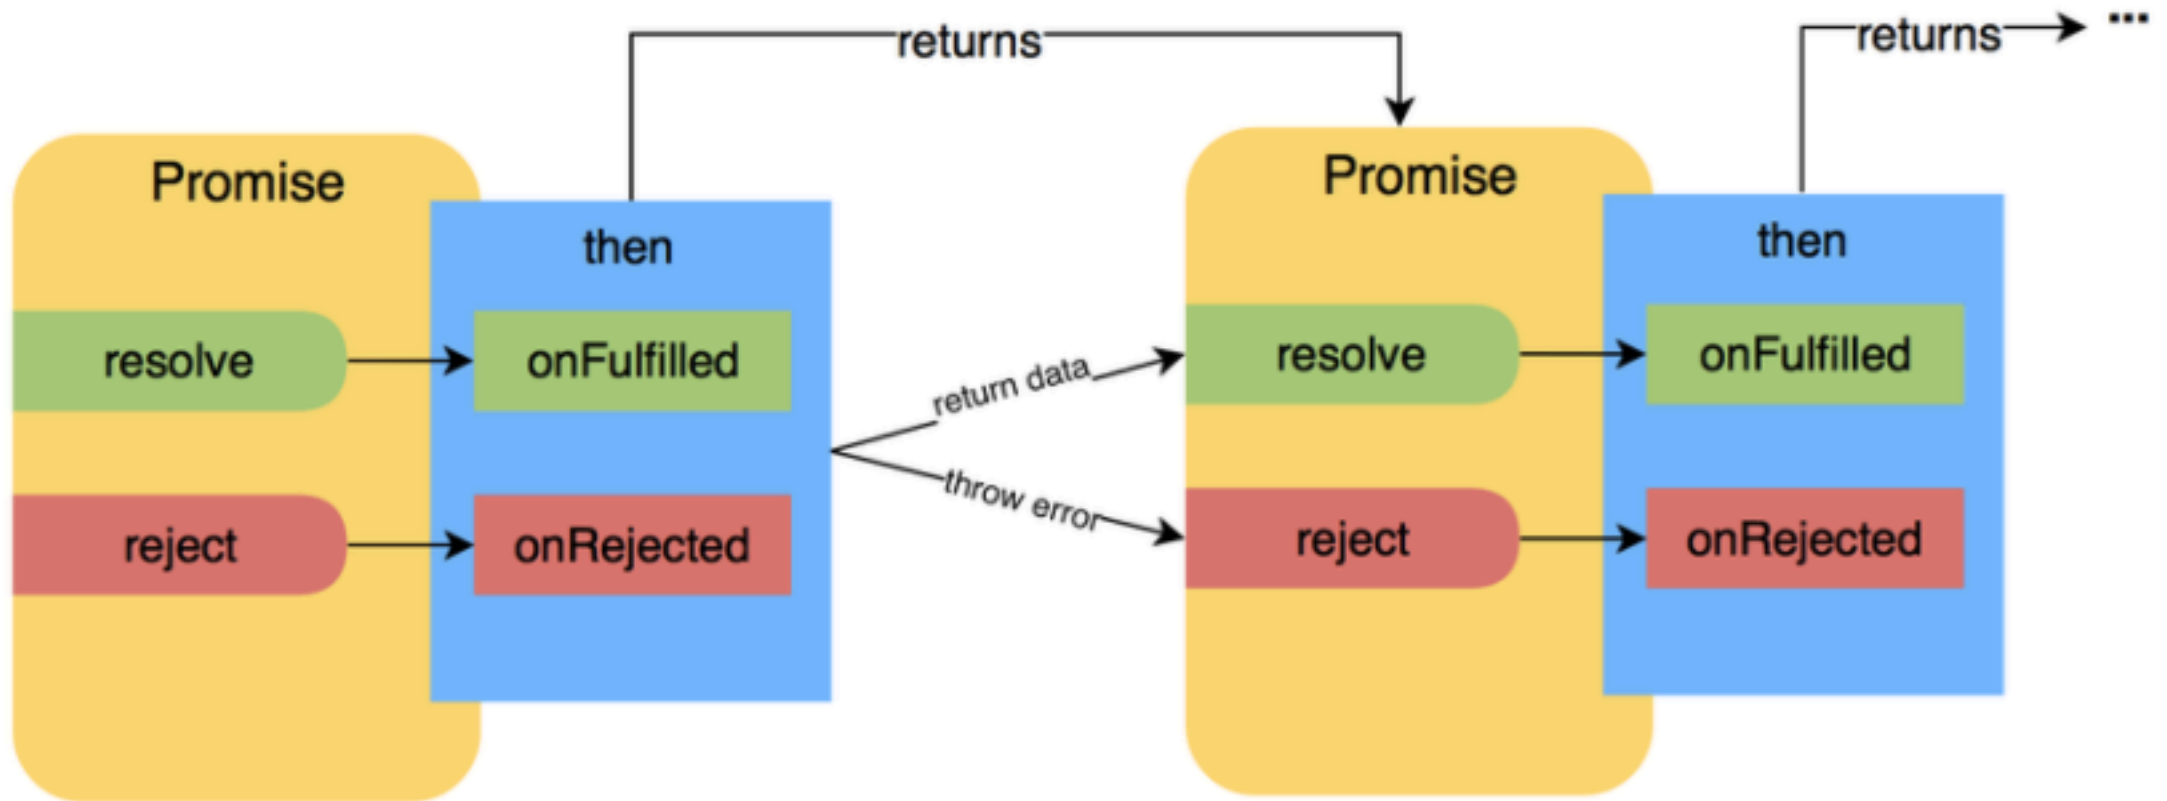 returns
returns
...
Promise
then
resolve
onFulfilled
reject
onRejected
return data
throw error
Promise
then
resolve
onFulfilled
reject
onRejected